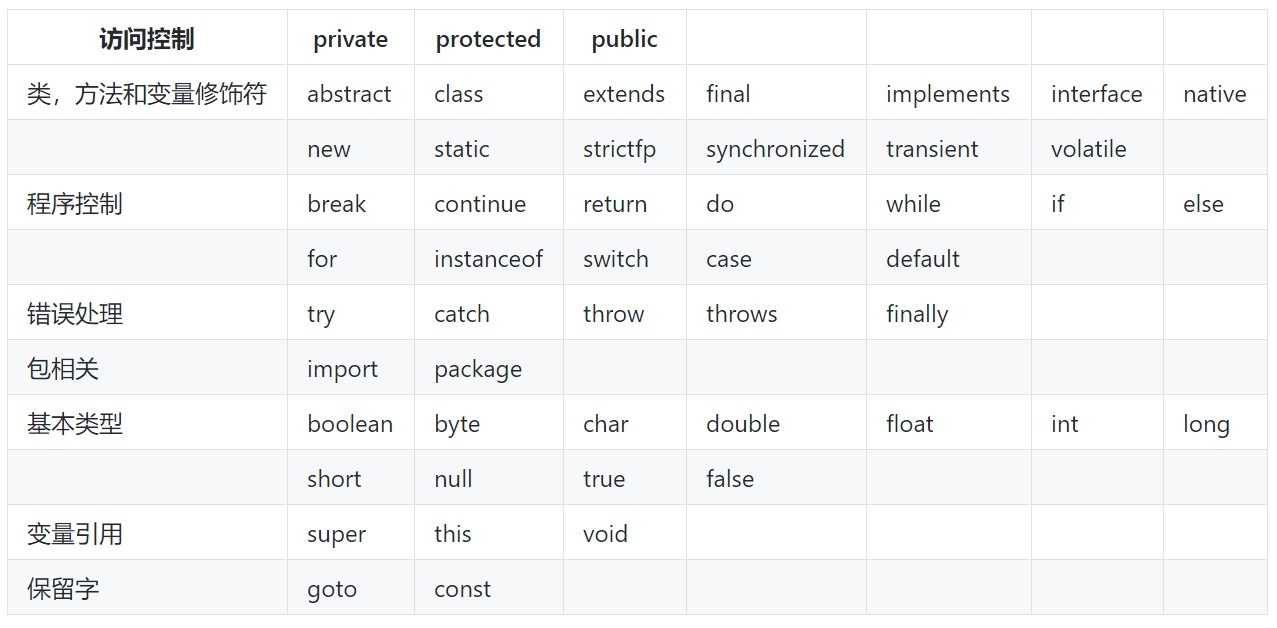 访问控制 private protected public
类，方法和变量修饰符 abstract class extends final implements interface native
new static strictfp synchronized transient volatile
程序控制 break continue return do while if else
for instanceof switch case default
错误处理 try catch throw throws finally
包相关 import package
基本类型 boolean byte char double float int long
short null true false
变量引用 super this void
保留字 goto const